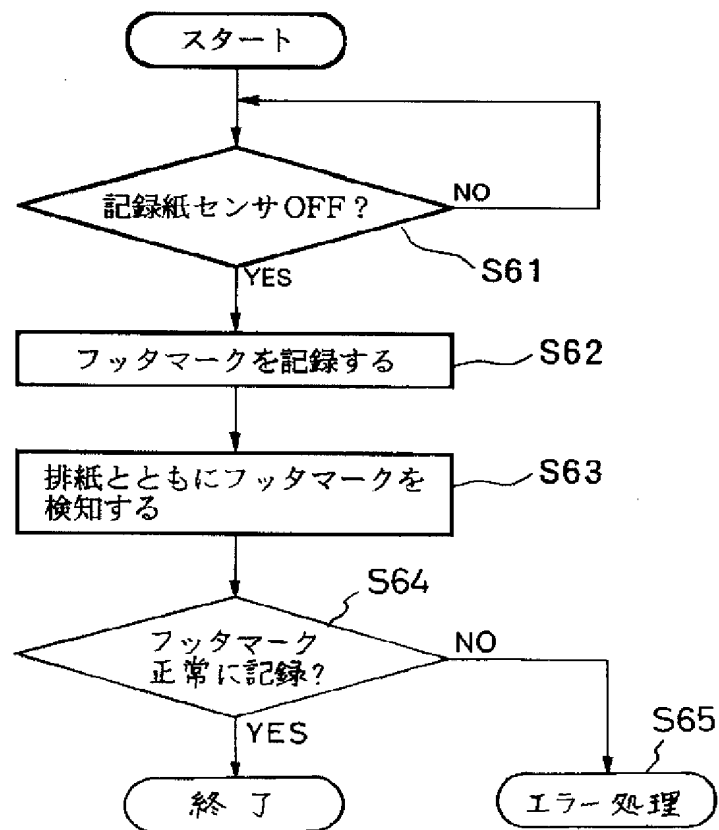 スタート
記録紙センサOFF?
NO
S61
YES
フッタマークを記録する
S62
排紙とともにフッタマークを
検知する
S63
S64
フッタマーク
正常に記録?
NO
YES
S65
終了
エラー処理